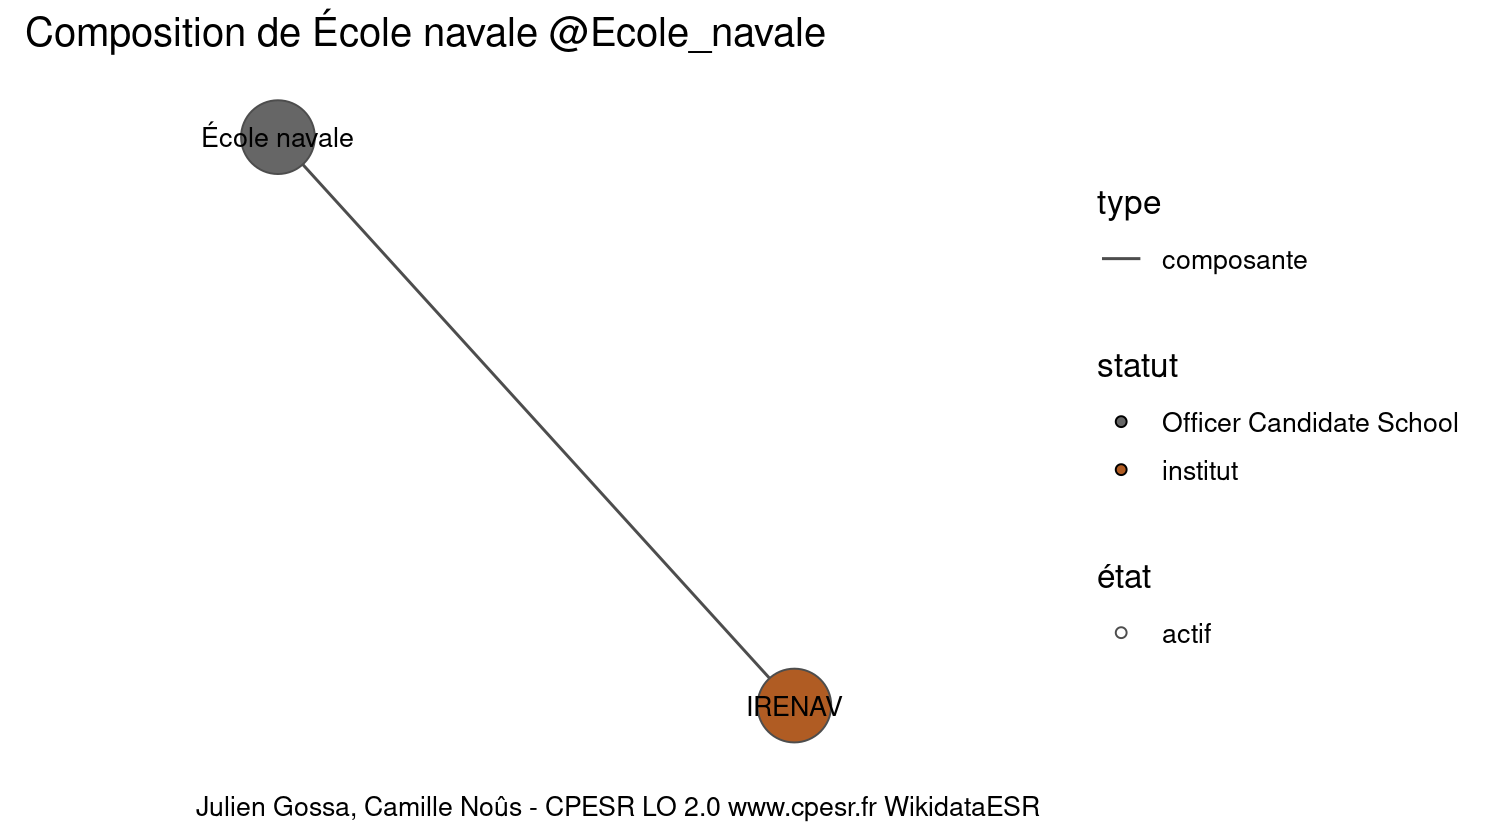 Composition de École navale @Ecole_navale
École navale
type
composante
statut
Officer Candidate School
institut
état
actif
IRENAV
Julien Gossa, Camille Noûs - CPESR LO 2.0 www.cpesr.fr WikidataESR